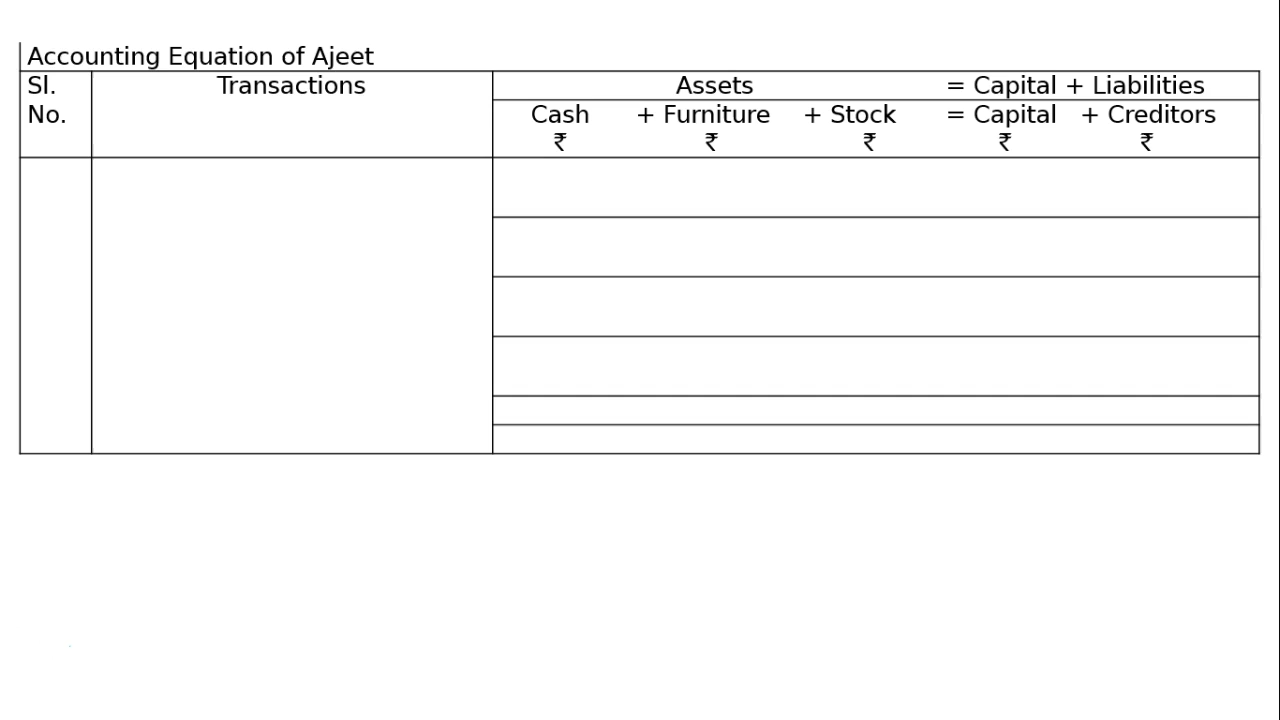 Accounting Equation of Ajeet
Sl. Transactions Assets = Capital + Liabilities
No. Cash + Furniture + Stock = Capital + Creditors
₹ ₹ ₹ ₹ ₹